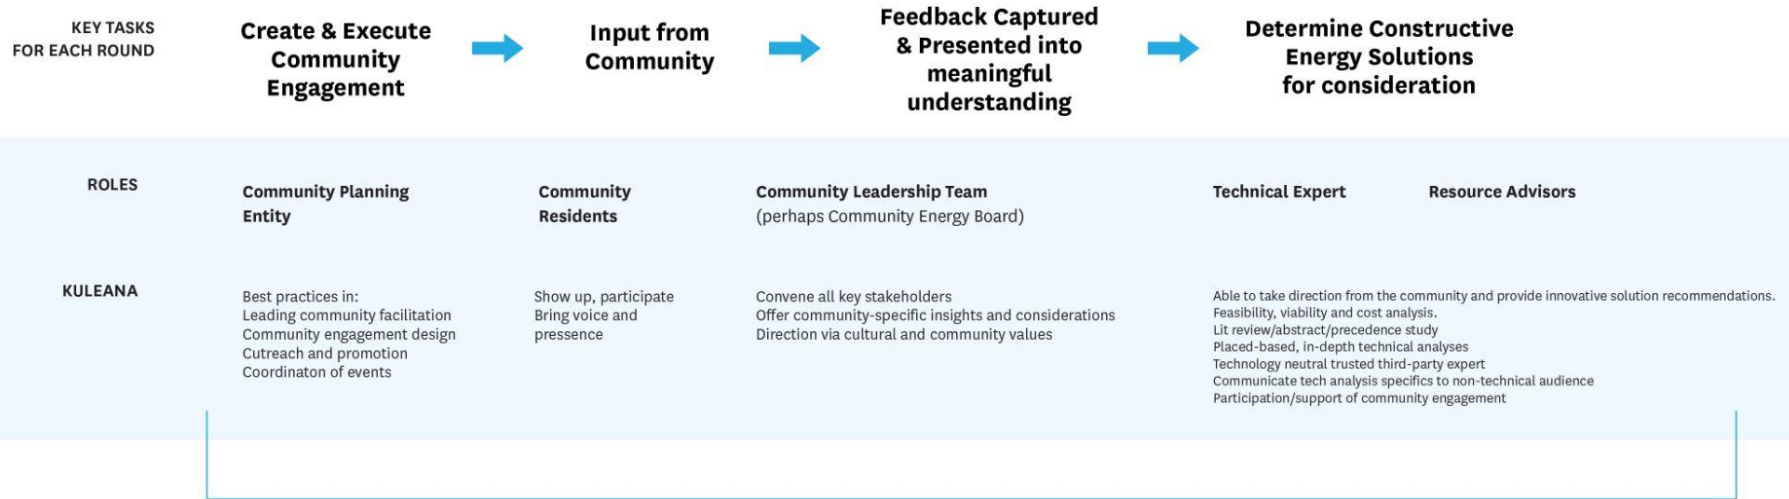 KEY TASKS
FOR EACH ROUND
Create & Execute
Community
Engagement
Input from
Community
Feedback Captured
& Presented into
meaningful
understanding
Determine Constructive
Energy Solutions
for consideration
ROLES
Community Planning
Entity
Community
Residents
Community Leadership Team
(perhaps Community Energy Board)
Technical Expert
Resource Advisors
KULEANA
Best practices in:
Leading community facilitation
Community engagement design
Cutreach and promotion
Coordinaton of events
Show up, participate
Bring voice and
presence
Convene all key stakeholders
Offer community-specific insights and considerations
Direction via cultural and community values
Able to take direction from the community and provide innovative solution recommendations.
Feasibility, viability and cost analysis.
Lit review/abstract/precedence study
Placed-based, in-depth technical analyses
Technology neutral trusted third-party expert
Communicate tech analysis specifics to non-technical audience
Participation/support of community engagement